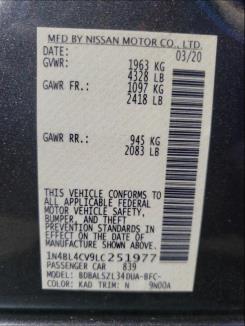 MFD BY NISSAN MOTOR CO., LTD.
DATE: 03/20
GVWR: 1963 KG
4328 LB
GAWR FR.: 1097 KG
2418 LB
GAWR RR: 945 KG
2083 LB
THIS VEHICLE CONFORMS TO
ALL APPLICABLE FEDERAL
MOTOR VEHICLE SAFETY,
BUMPER, AND THEFT
PREVENTION STANDARDS IN
EFFECT ON THE DATE OF
MANUFACTURE SHOWN ABOVE.
1N4BL4CV9LC251977
PASSENGER CAR 839
MODEL: BDBALSZL34DUA-BFC-
COLOR: KAD TRIM: N 9N00A